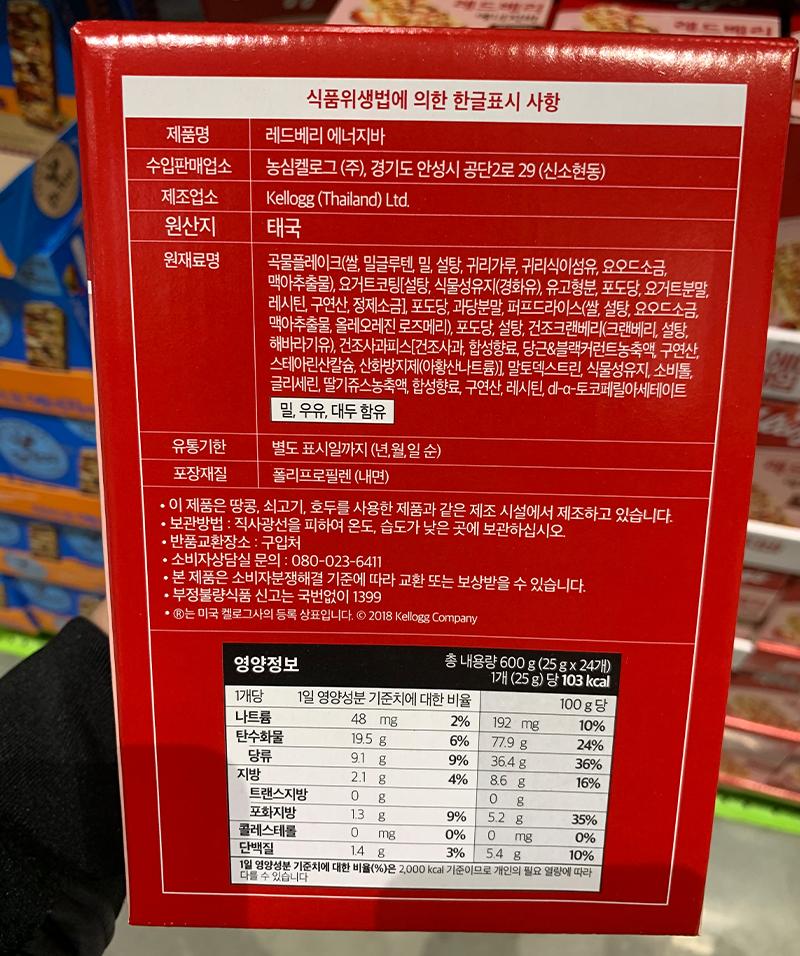 식품위생법에 의한 한글표시 사항
제품명 레드베리 에너지바
수입판매업소 농심켈로그 (주), 경기도 안성시 공단2로 29 (신소현동)
제조업소 Kellogg (Thailand) Ltd.
원산지 태국
원재료명 곡물플레이크(쌀, 밀글루텐, 밀, 설탕, 귀리가루, 귀리식이섬유, 요오드소금,
맥아추출물), 요거트코팅[설탕, 식물성유지(경화유), 유고형분, 포도당, 요거트분말,
레시틴, 구연산, 정제소금], 포도당, 과당분말, 퍼프드라이스(쌀, 설탕, 요오드소금,
맥아추출물, 올레오레진 로즈메리), 포도당, 설탕, 건조크랜베리(크랜베리, 설탕,
해바라기유), 건조사과피스[건조사과, 합성향료, 당근&블랙커런트농축액, 구연산,
스테아린산칼슘, 산화방지제(아황산나트륨)], 말토덱스트린, 식물성유지, 소비톨,
글리세린, 딸기쥬스농축액, 합성향료, 구연산, 레시틴, dl-α-토코페릴아세테이트
밀, 우유, 대두 함유
유통기한 별도 표시일까지 (년,월,일 순)
포장재질 폴리프로필렌 (내면)
• 이 제품은 땅콩, 쇠고기, 호두를 사용한 제품과 같은 제조 시설에서 제조하고 있습니다.
• 보관방법 : 직사광선을 피하여 온도, 습도가 낮은 곳에 보관하십시오.
• 반품교환장소 : 구입처
• 소비자상담실 문의 : 080-023-6411
• 본 제품은 소비자분쟁해결 기준에 따라 교환 또는 보상받을 수 있습니다.
• 부정불량식품 신고는 국번없이 1399
• ®는 미국 켈로그사의 등록 상표입니다. © 2018 Kellogg Company
영양정보 총 내용량 600 g (25 g x 24개)
1개 (25 g) 당 103 kcal
1개당 1일 영양성분 기준치에 대한 비율 100 g 당
나트륨 48 mg 2% 192 mg 10%
탄수화물 19.5 g 6% 77.9 g 24%
당류 9.1 g 9% 36.4 g 36%
지방 2.1 g 4% 8.6 g 16%
트랜스지방 0 g 0 g
포화지방 1.3 g 9% 5.2 g 35%
콜레스테롤 0 mg 0% 0 mg 0%
단백질 1.4 g 3% 5.4 g 10%
1일 영양성분 기준치에 대한 비율(%)은 2,000 kcal 기준이므로 개인의 필요 열량에 따라
다를 수 있습니다